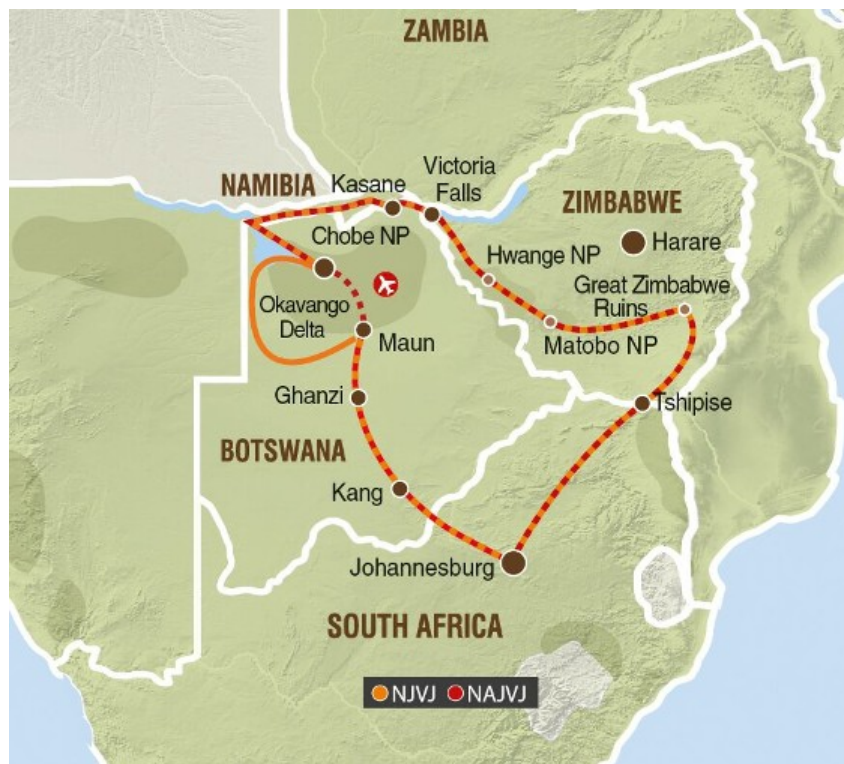 ZAMBIA
Victoria
Falls
NAMIBIA
Kasane
ZIMBABWE
Chobe NP
Harare
Hwange NP
Great Zimbabwe
Ruins
Okavango
Delta
Maun
Matobo NP
Ghanzi
Tshipise
BOTSWANA
Kang
Johannesburg
SOUTH AFRICA
NJVJ NAJVJ